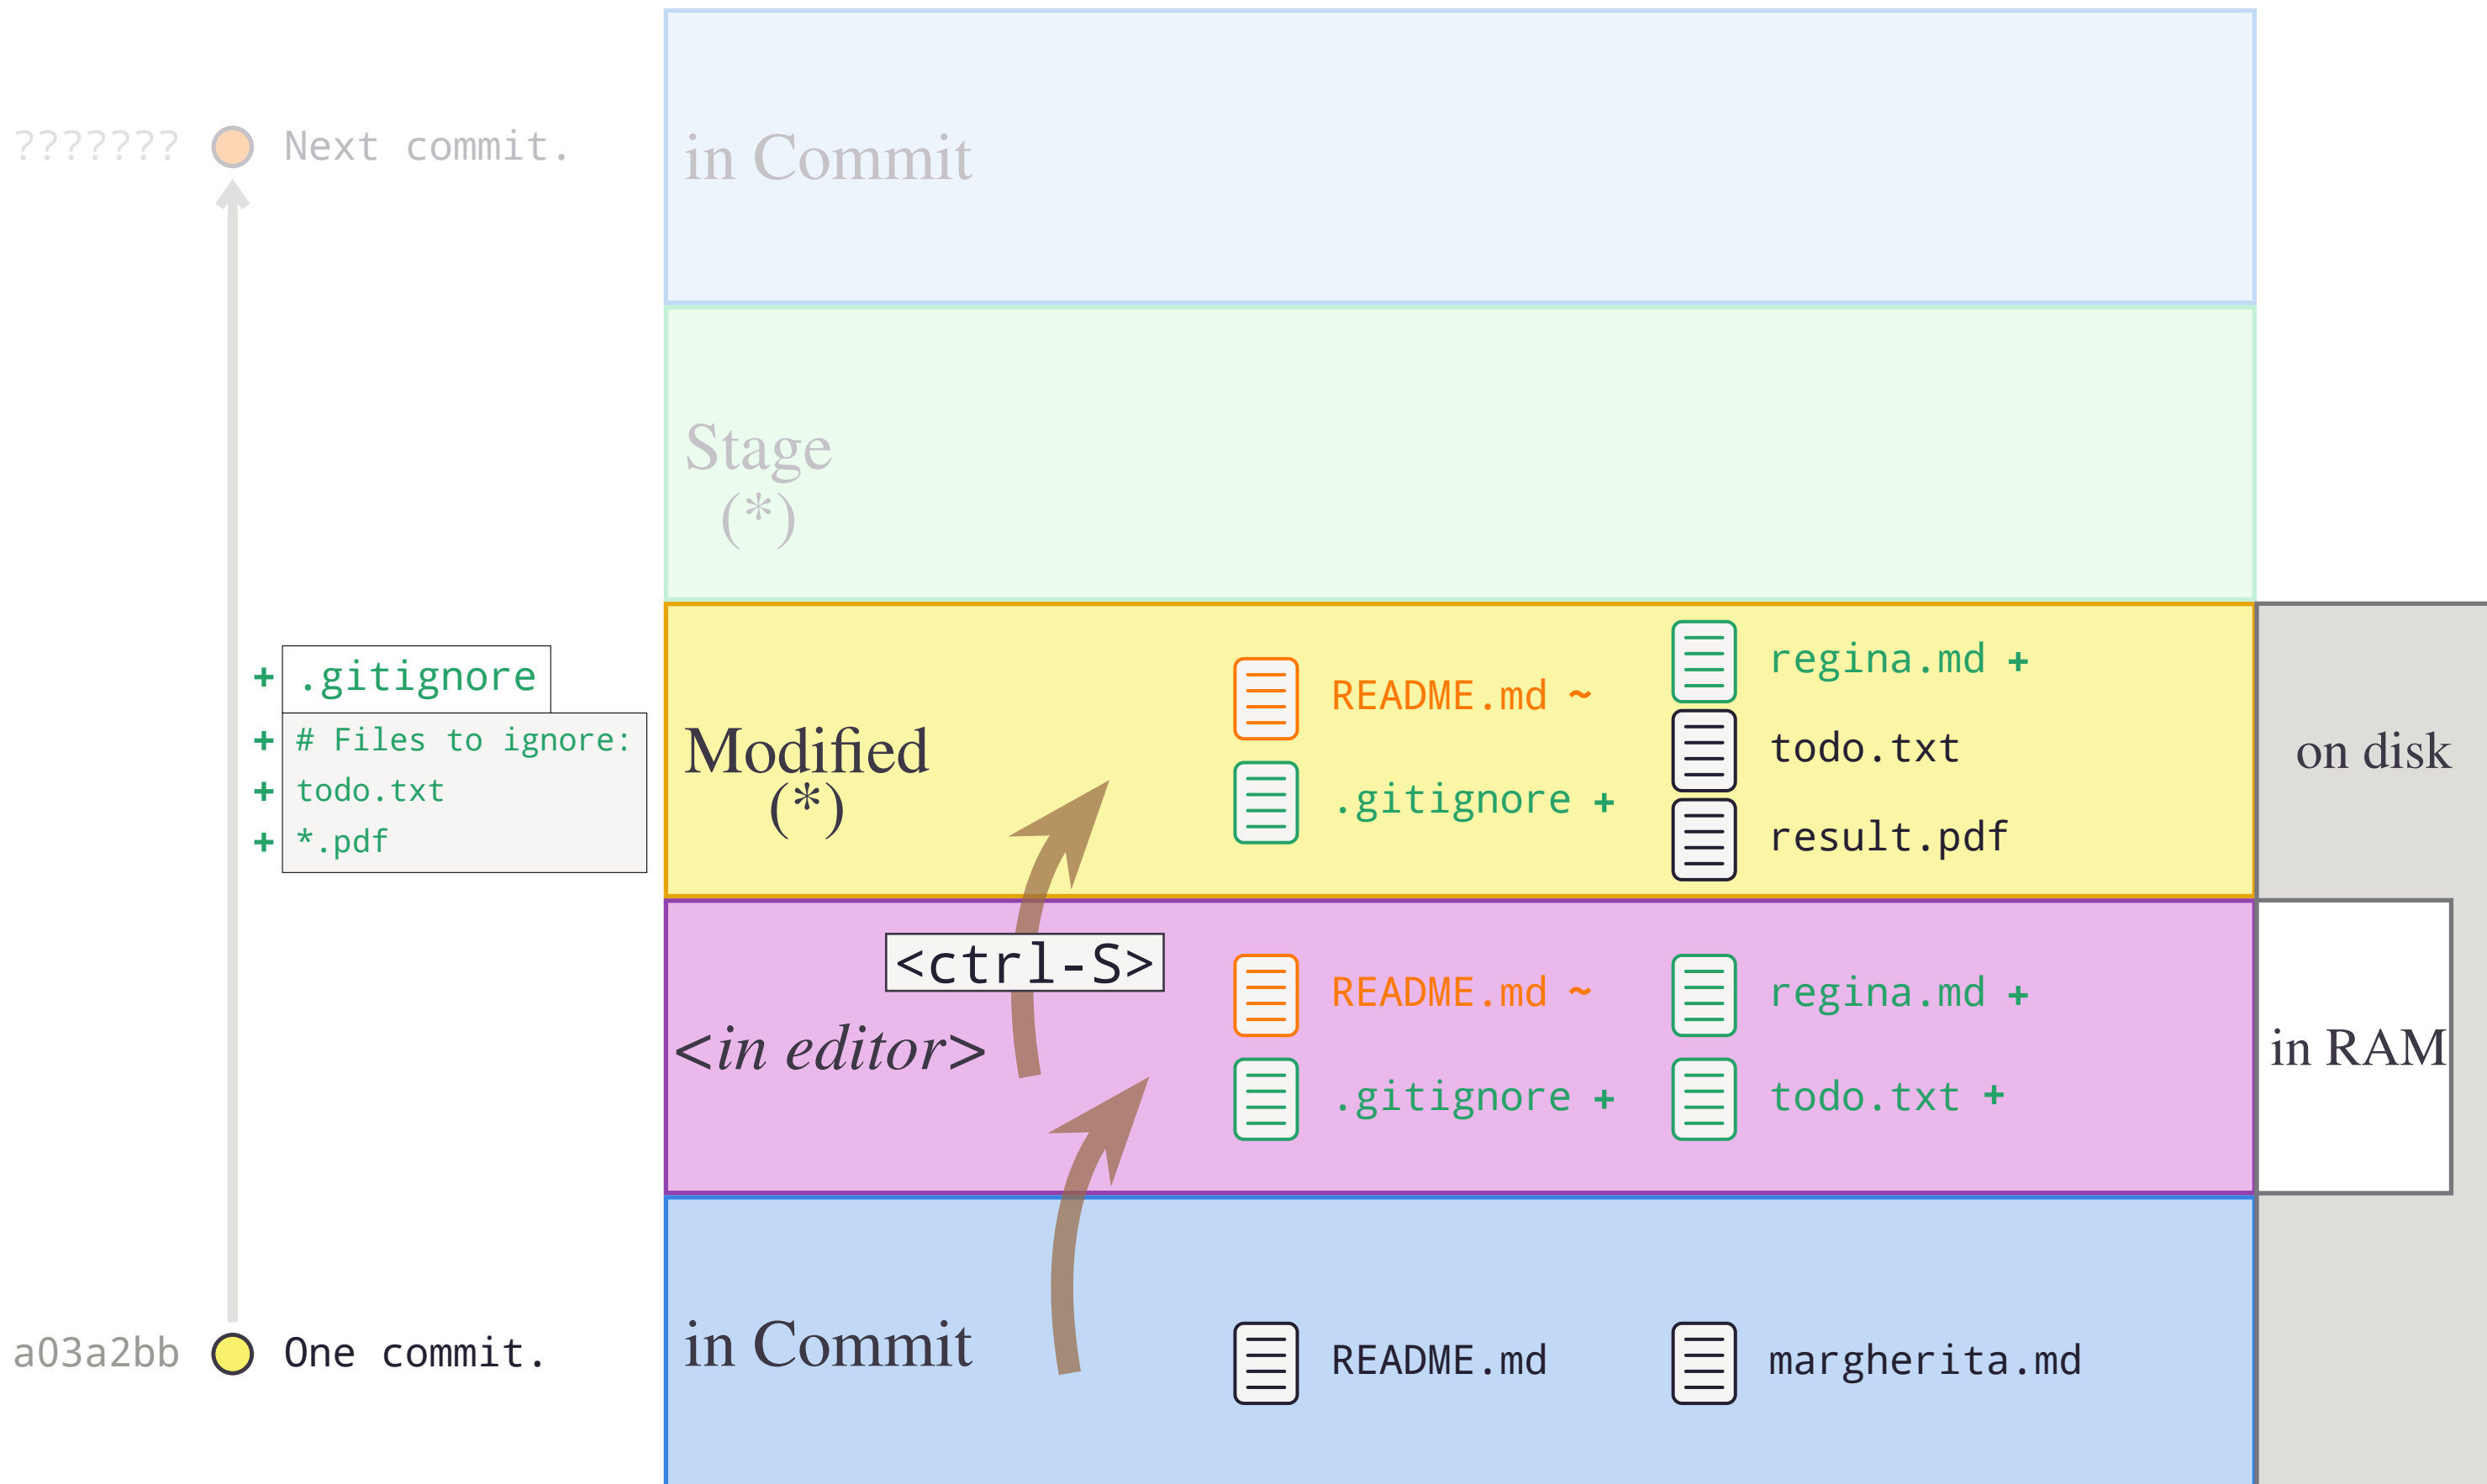 ??????? Next commit.
in Commit
Stage
(*)
+ .gitignore
+ # Files to ignore:
+ todo.txt
+ *.pdf
Modified
(*)
README.md ~
.gitignore +
regina.md +
todo.txt
result.pdf
on disk
<ctrl-S>
<in editor>
README.md ~
.gitignore +
regina.md +
todo.txt +
in RAM
a03a2bb One commit.
in Commit
README.md
margherita.md